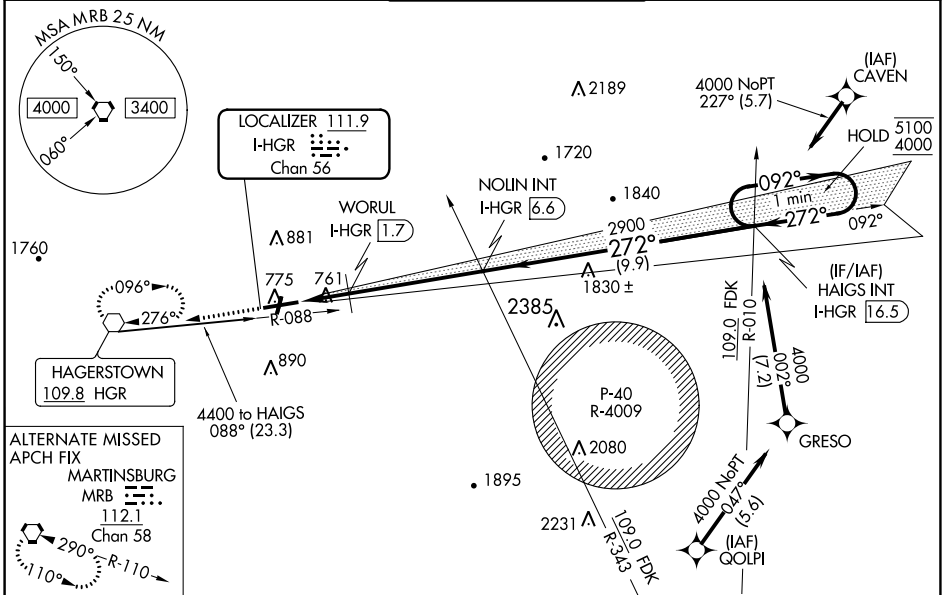 MSA MRB 25 NM
150°
4000
3400
060°
LOCALIZER 111.9
I-HGR
Chan 56
2189
1720
1840
4000 NoPT
227° (5.7)
(IAF)
CAVEN
HOLD 5100
4000
092°
1 min
272°
092°
NOLIN INT
I-HGR 6.6
WORUL
I-HGR 1.7
2900
272°
(9.9)
1830 ±
1760
881
775
761
096°
276°
R-088
HAGERSTOWN
109.8 HGR
890
4400 to HAIGS
088° (23.3)
2385
P-40
R-4009
2080
1895
2231
109.0 FDK
R-343
109.0 FDK
R-010
(IF/IAF)
HAIGS INT
I-HGR 16.5
4000
002°
(7.2)
GRESO
4000 NoPT
047°
(5.6)
(IAF)
QOLPI
ALTERNATE MISSED
APCH FIX
MARTINSBURG
MRB
112.1
Chan 58
290°
R-110
110°